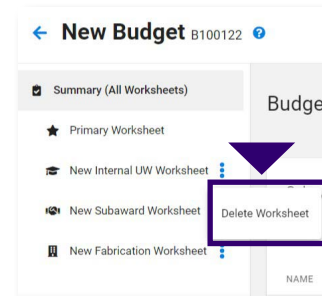 New Budget B100122
Summary (All Worksheets)
Budge
Primary Worksheet
New Internal UW Worksheet
New Subaward Worksheet
Delete Worksheet
New Fabrication Worksheet
NAME